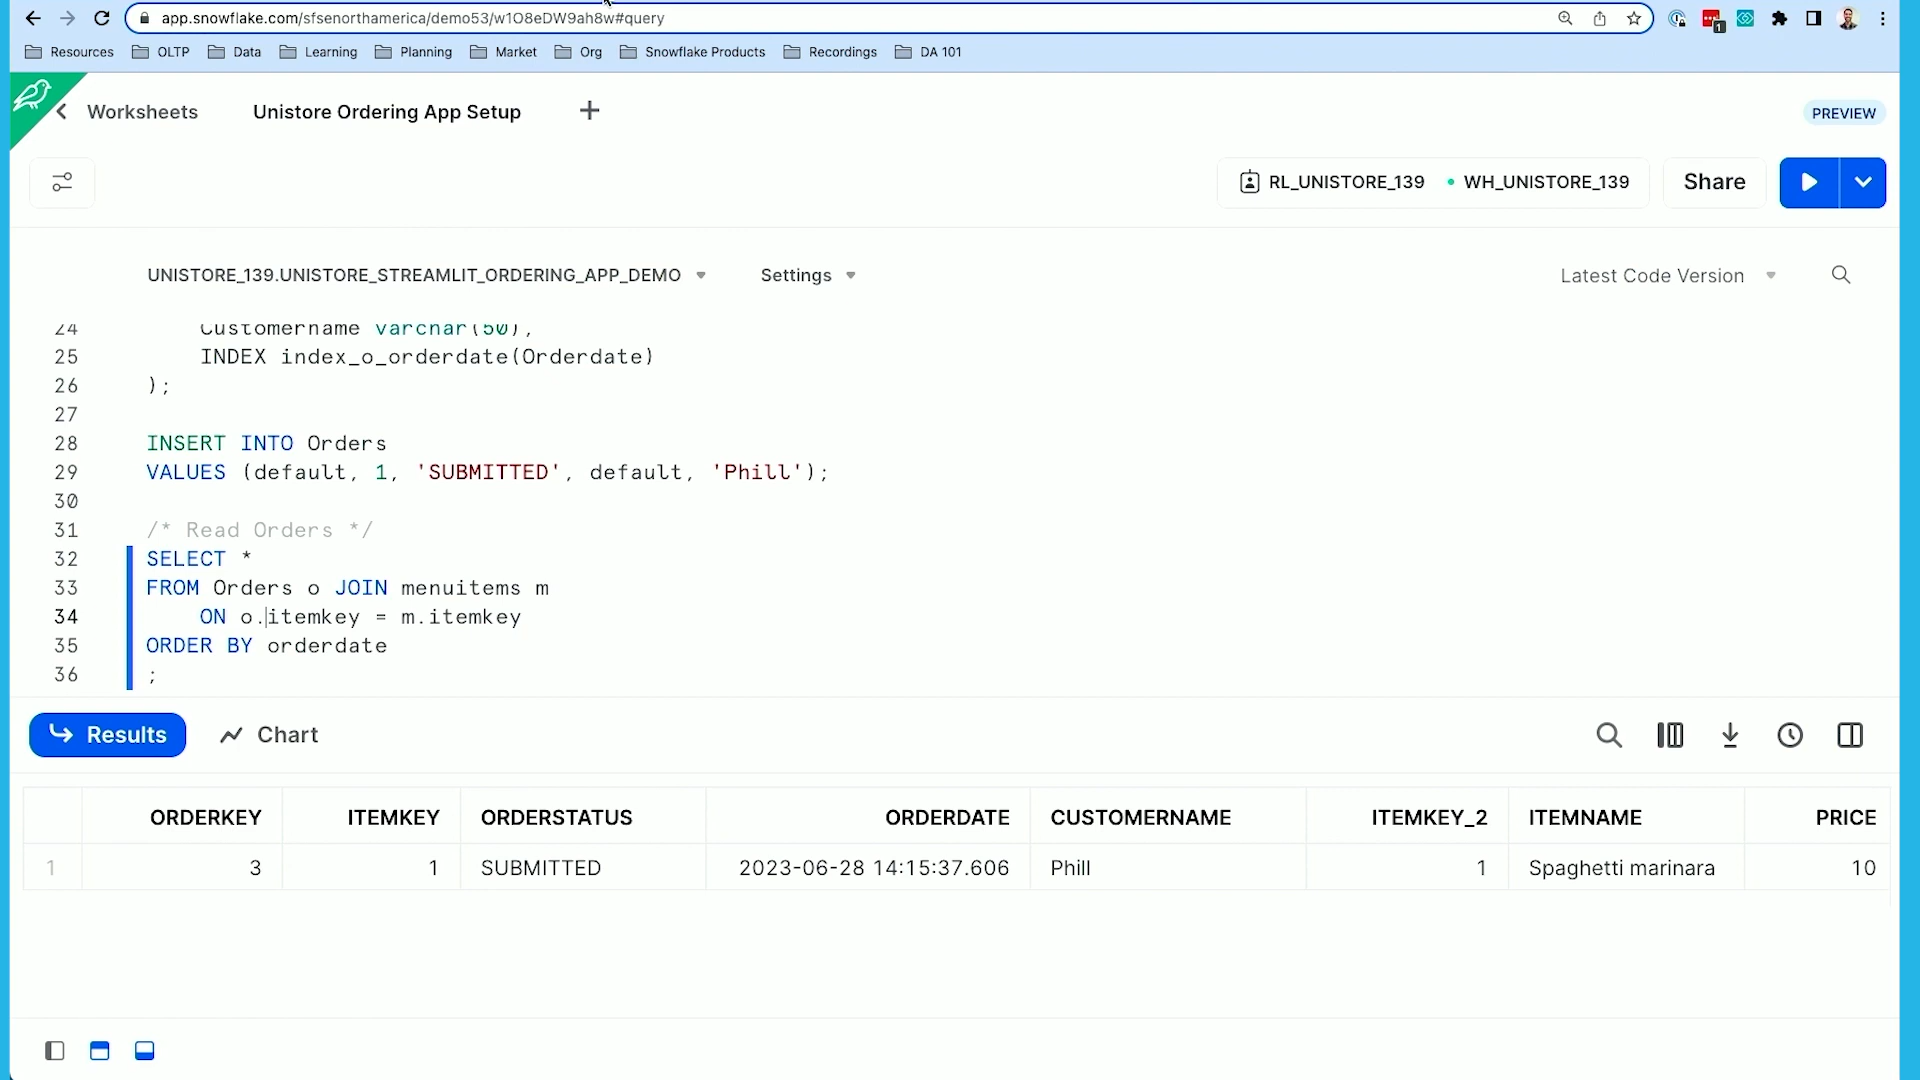 app.snowflake.com/sfsenorthamerica/demo53/w1O8eDW9ah8w#query
1
Resources OLTP Data Learning Planning Market Org Snowflake Products Recordings DA 101
Worksheets Unistore Ordering App Setup + PREVIEW
RL_UNISTORE_139 WH_UNISTORE_139 Share
UNISTORE_139.UNISTORE_STREAMLIT_ORDERING_APP_DEMO Settings Latest Code Version
24 Customername varchar(50),
25 INDEX index_o_orderdate(Orderdate)
26 );
27
28 INSERT INTO Orders
29 VALUES (default, 1, 'SUBMITTED', default, 'Phill');
30
31 /* Read Orders */
32 SELECT *
33 FROM Orders o JOIN menuitems m
34 ON o.itemkey = m.itemkey
35 ORDER BY orderdate
36 ;
Results Chart
ORDERKEY ITEMKEY ORDERSTATUS ORDERDATE CUSTOMERNAME ITEMKEY_2 ITEMNAME PRICE
1 3 1 SUBMITTED 2023-06-28 14:15:37.606 Phill 1 Spaghetti marinara 10